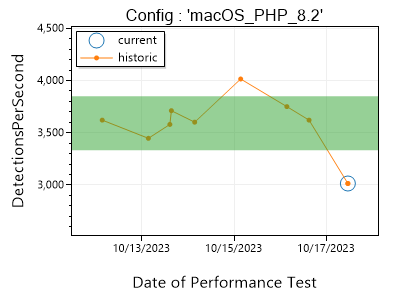 Config : 'macOS_PHP_8.2'
current
historic
DetectionsPerSecond
4,500
4,000
3,500
3,000
10/13/2023 10/15/2023 10/17/2023
Date of Performance Test